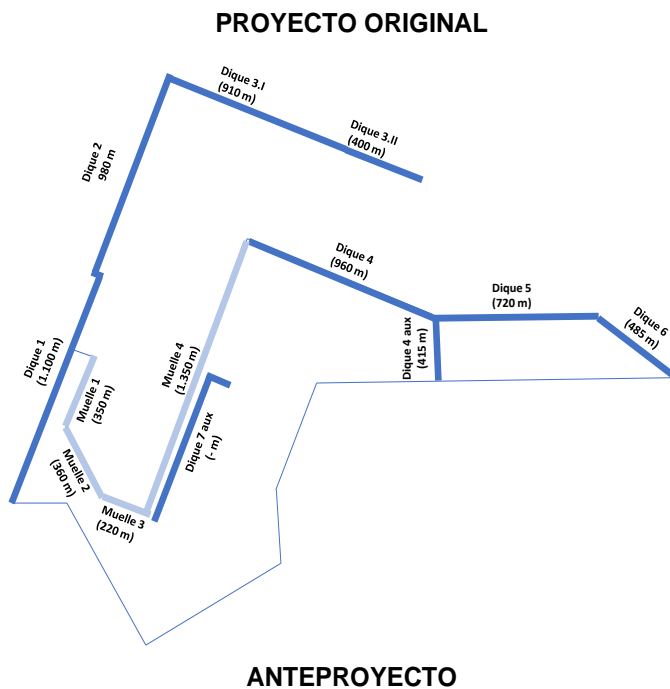 PROYECTO ORIGINAL
Dique 3.I
(910 m)
Dique 3.II
(400 m)
Dique 2
980 m
Dique 4
(960 m)
Dique 5
(720 m)
Dique 6
(485 m)
Dique 4 aux
(415 m)
Dique 1
(1.100 m)
Muelle 1
(350 m)
Muelle 4
(1.350 m)
Dique 7 aux
(- m)
Muelle 2
(360 m)
Muelle 3
(220 m)
ANTEPROYECTO